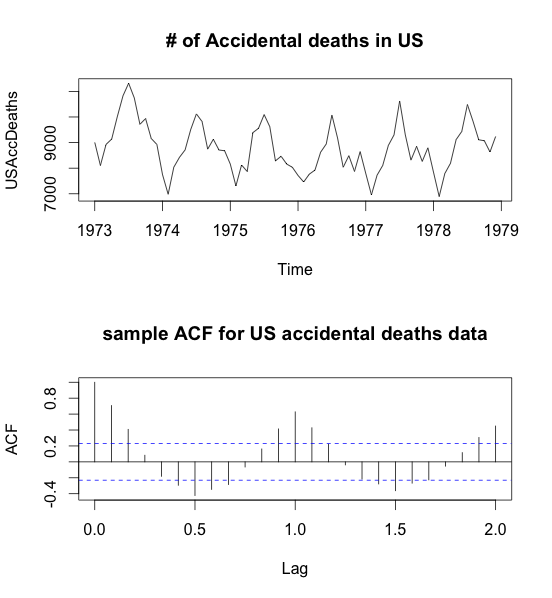 # of Accidental deaths in US
USAccDeaths
9000
7000
1973 1974 1975 1976 1977 1978 1979
Time
sample ACF for US accidental deaths data
ACF
0.8
0.2
-0.4
0.0 0.5 1.0 1.5 2.0
Lag